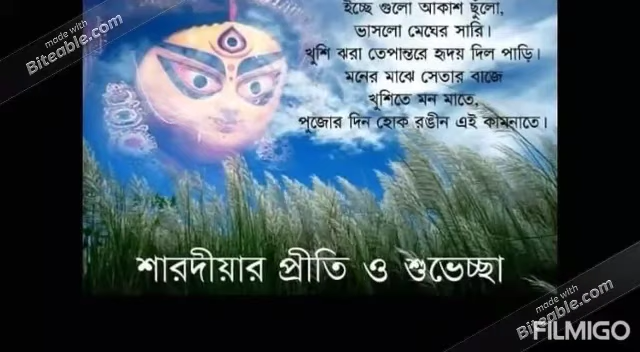 made with
Biteable.com
ইচ্ছে গুলো আকাশ ছুঁলো,
ভাসলো মেঘের সারি।
খুশি ঝরা তেপান্তরে হৃদয় দিল পাড়ি।
মনের মাঝে সেতার বাজে
খুশিতে মন মাতে,
পুজোর দিন হোক রঙীন এই কামনাতে।
শারদীয়ার প্রীতি ও শুভেচ্ছা
made with
Biteable.com
FILMIGO